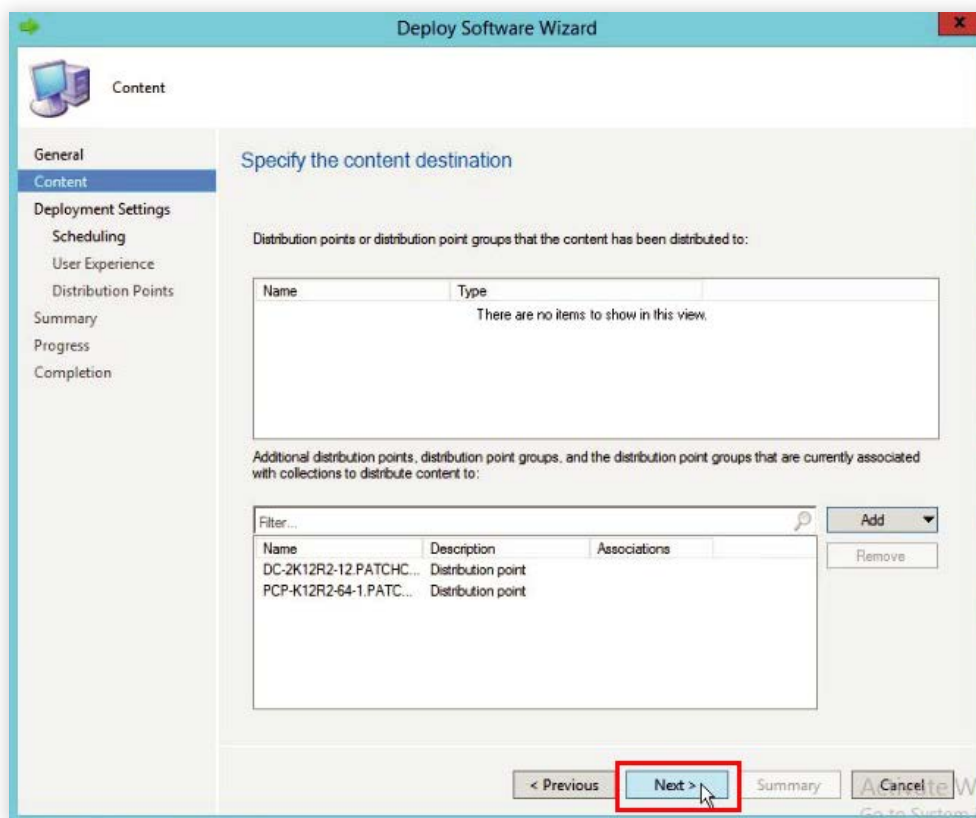 Deploy Software Wizard
x
Content
General
Content
Deployment Settings
Scheduling
User Experience
Distribution Points
Summary
Progress
Completion
Specify the content destination
Distribution points or distribution point groups that the content has been distributed to:
Name Type
There are no items to show in this view.
Additional distribution points, distribution point groups, and the distribution point groups that are currently associated
with collections to distribute content to:
Filter...
Add
Remove
Name Description Associations
DC-2K12R2-12.PATCHC... Distribution point
PCP-K12R2-64-1.PATC... Distribution point
< Previous Next > Summary Cancel
Activate W
Go to System